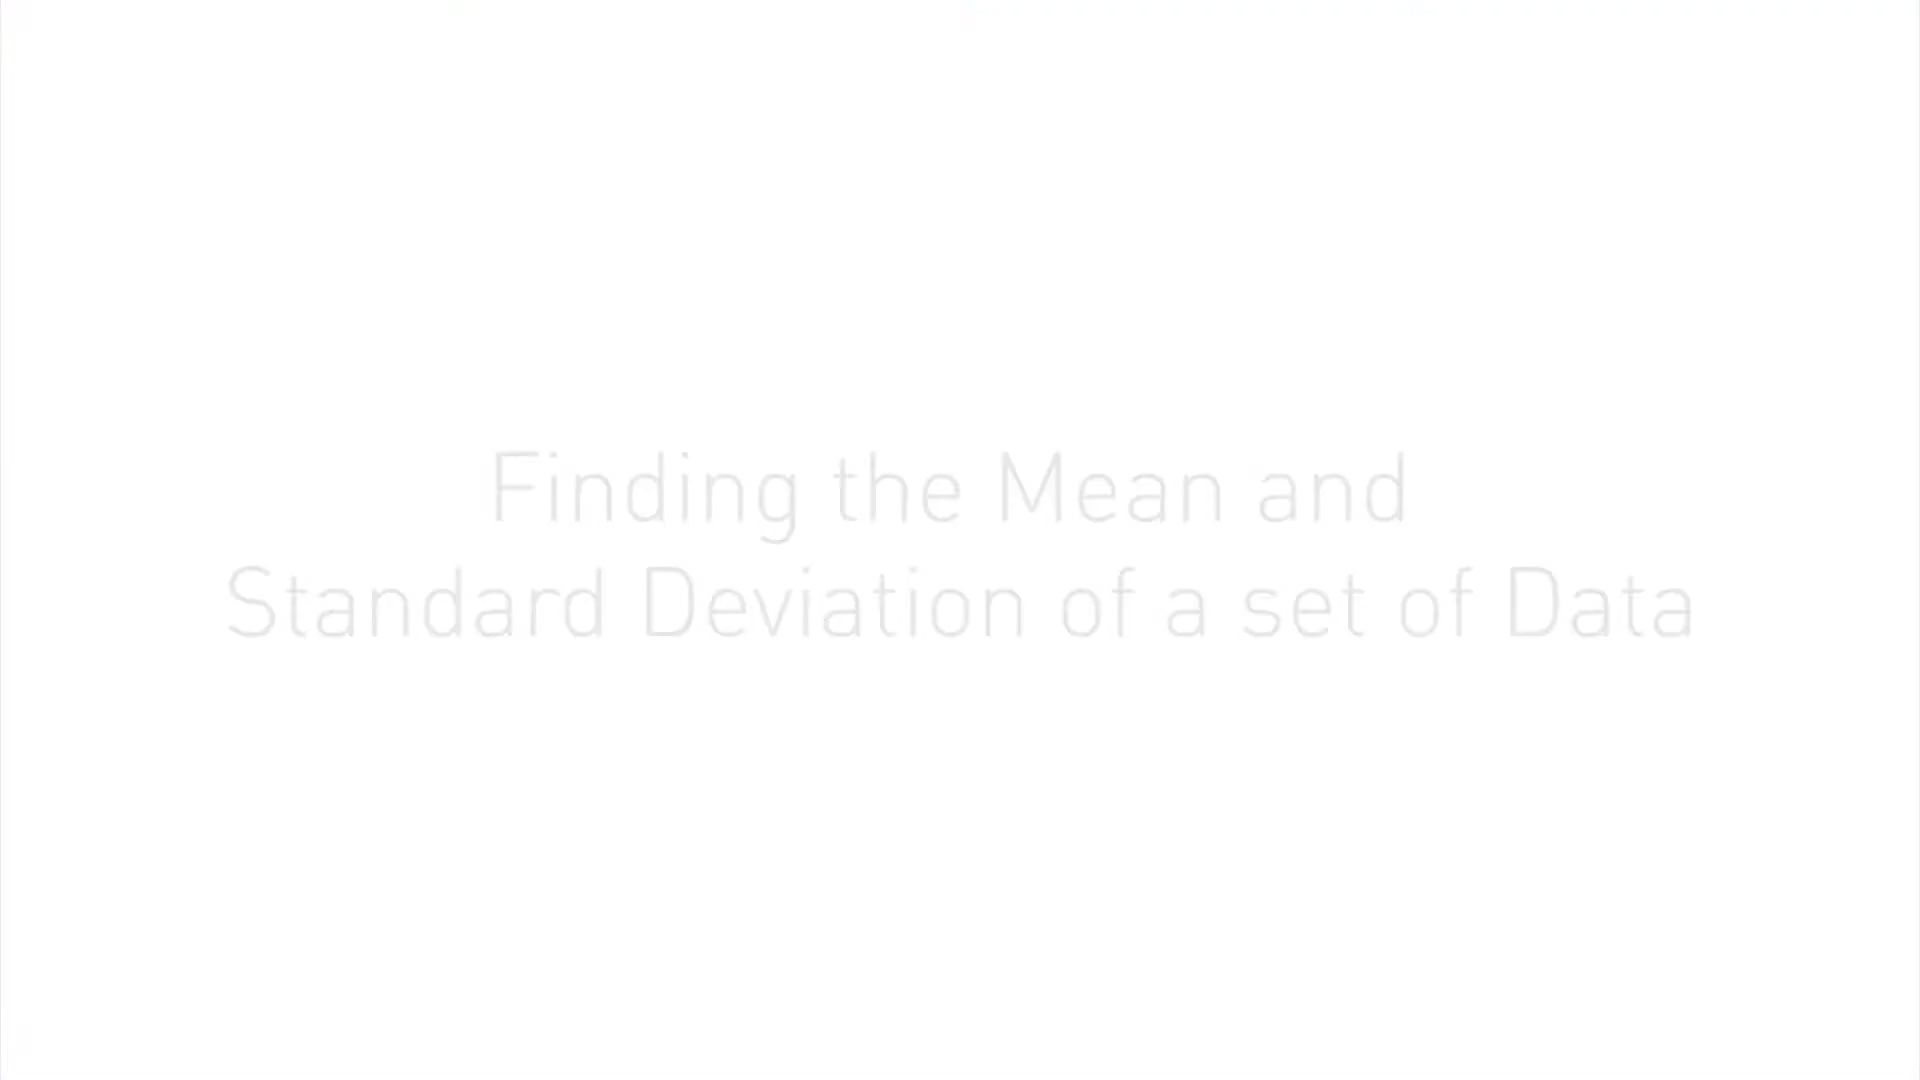 Finding the Mean and
Standard Deviation of a set of Data